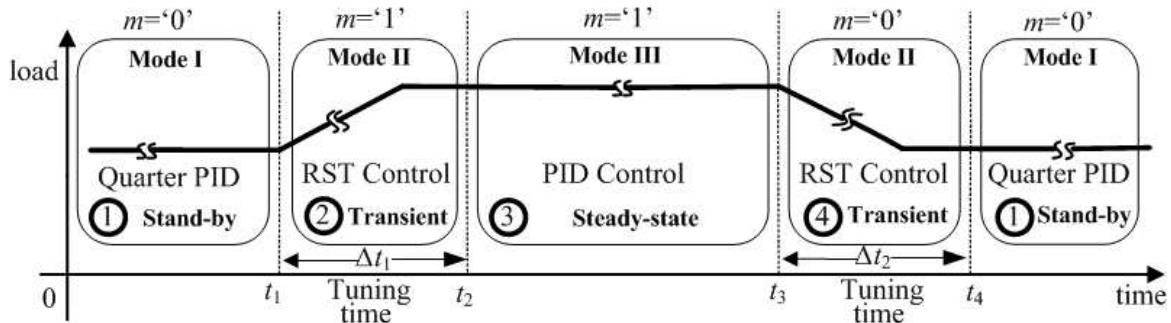 m=‘0’ m=‘1’ m=‘1’ m=‘0’ m=‘0’
Mode I Mode II Mode III Mode II Mode I
load
Quarter PID RST Control PID Control RST Control Quarter PID
1 Stand-by 2 Transient 3 Steady-state 4 Transient 1 Stand-by
Δt1 Δt2
0 t1 Tuning t2 t3 Tuning t4 time
time time